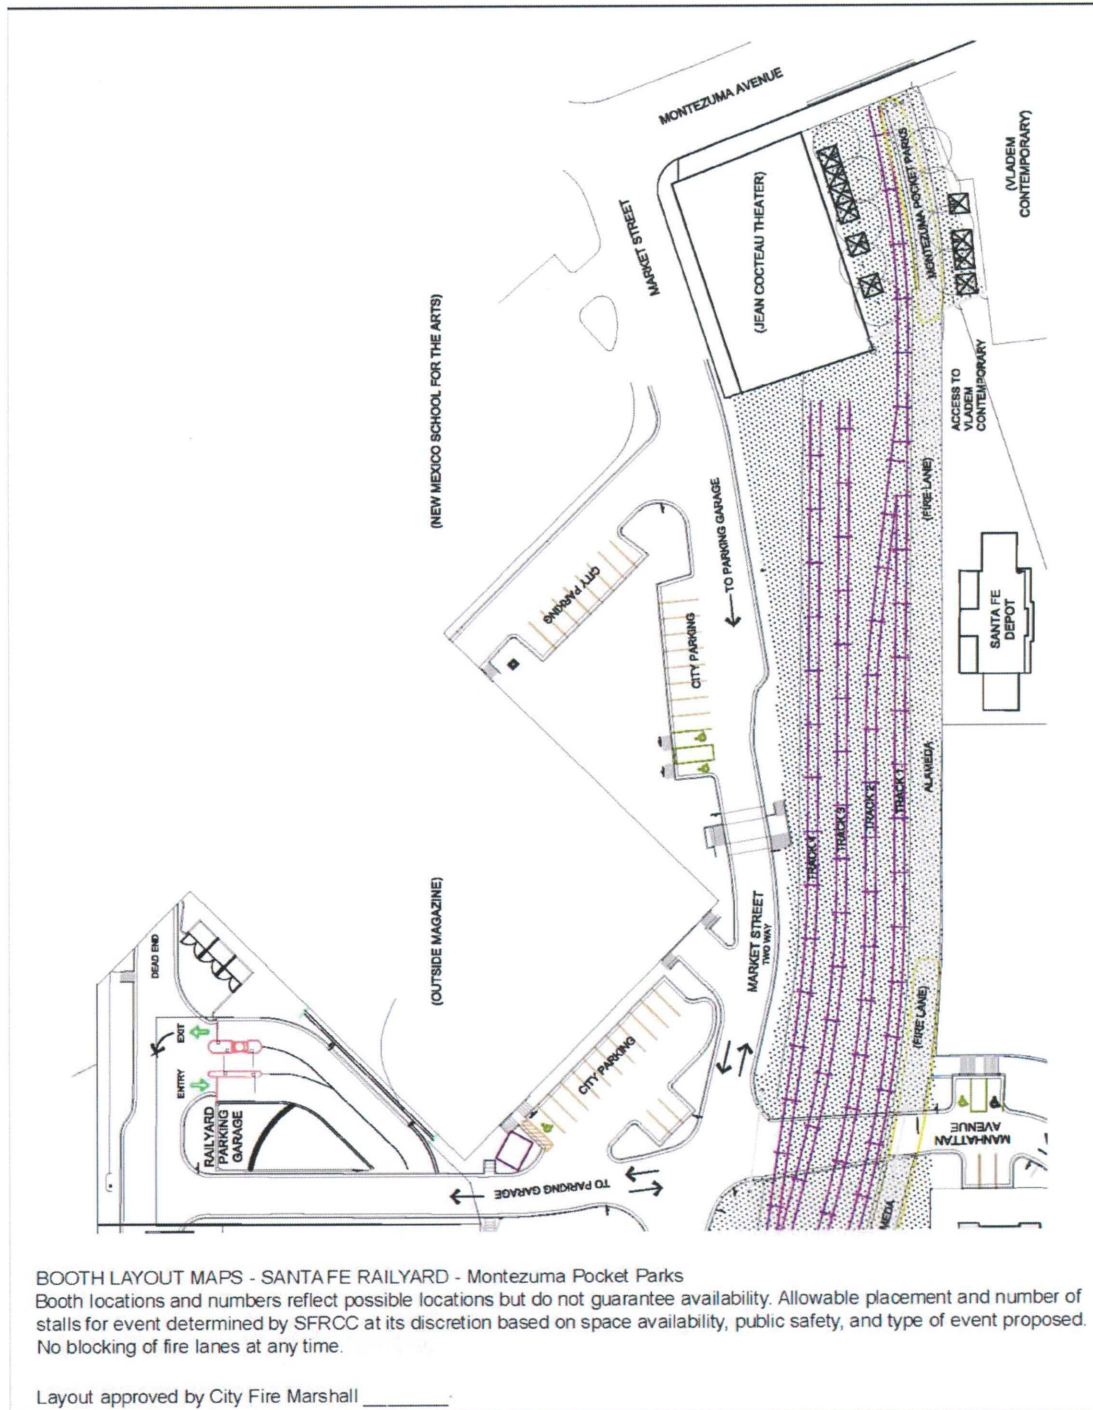 MONTEZUMA AVENUE
MARKET STREET
(JEAN COCTEAU THEATER)
MONTEZUMA POCKET PARKS
(VLADEM
CONTEMPORARY)
(NEW MEXICO SCHOOL FOR THE ARTS)
ACCESS TO
VLADEM
CONTEMPORARY
(FIRE LANE)
TO PARKING GARAGE
CITY PARKING
CITY PARKING
SANTA FE
DEPOT
ALAMEDA
TRACK 4
TRACK 3
TRACK 2
TRACK 1
(OUTSIDE MAGAZINE)
MARKET STREET
TWO WAY
DEAD END
EXIT
ENTRY
RAILYARD
PARKING
GARAGE
CITY PARKING
(FIRE LANE)
MANHATTAN
AVENUE
TO PARKING GARAGE
MEDA
BOOTH LAYOUT MAPS - SANTA FE RAILYARD - Montezuma Pocket Parks
Booth locations and numbers reflect possible locations but do not guarantee availability. Allowable placement and number of
stalls for event determined by SFRCC at its discretion based on space availability, public safety, and type of event proposed.
No blocking of fire lanes at any time.
Layout approved by City Fire Marshall ________